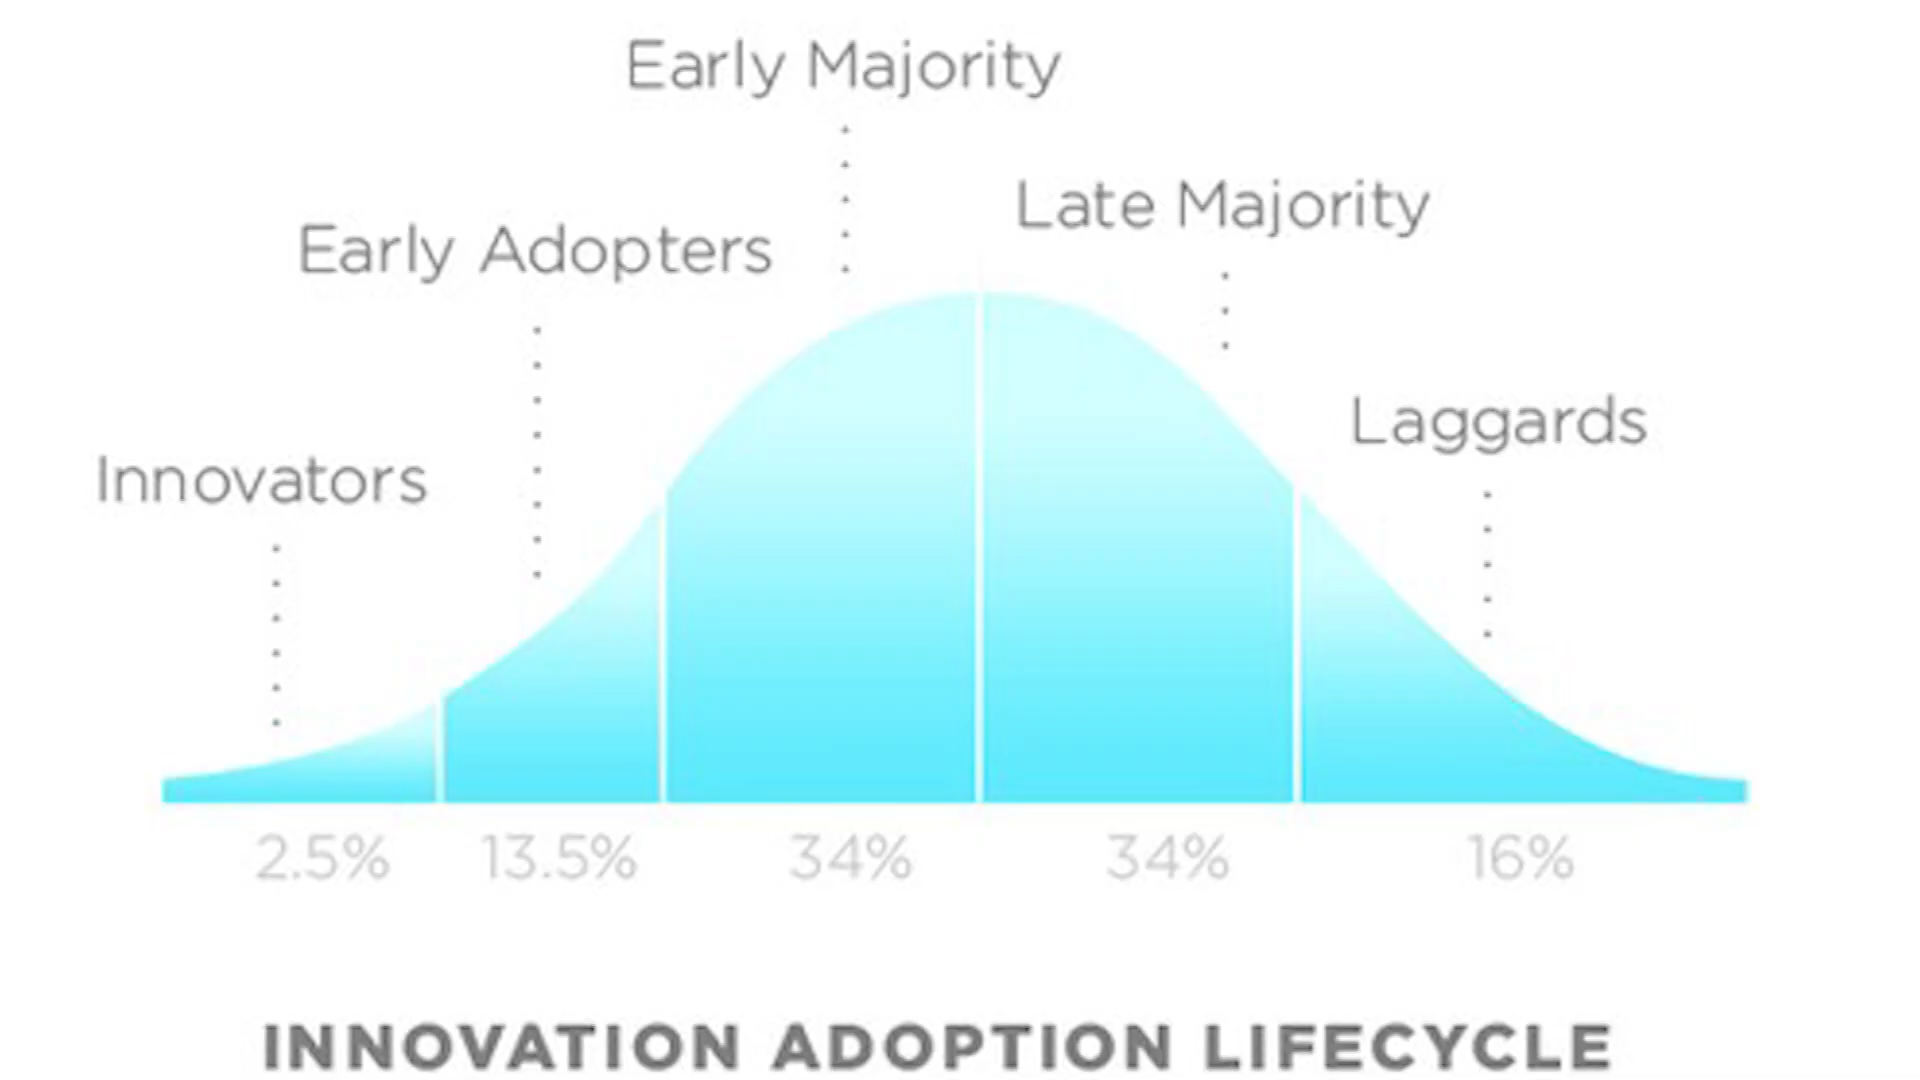 Early Majority
Late Majority
Early Adopters
Laggards
Innovators
2.5% 13.5% 34% 34% 16%
INNOVATION ADOPTION LIFECYCLE